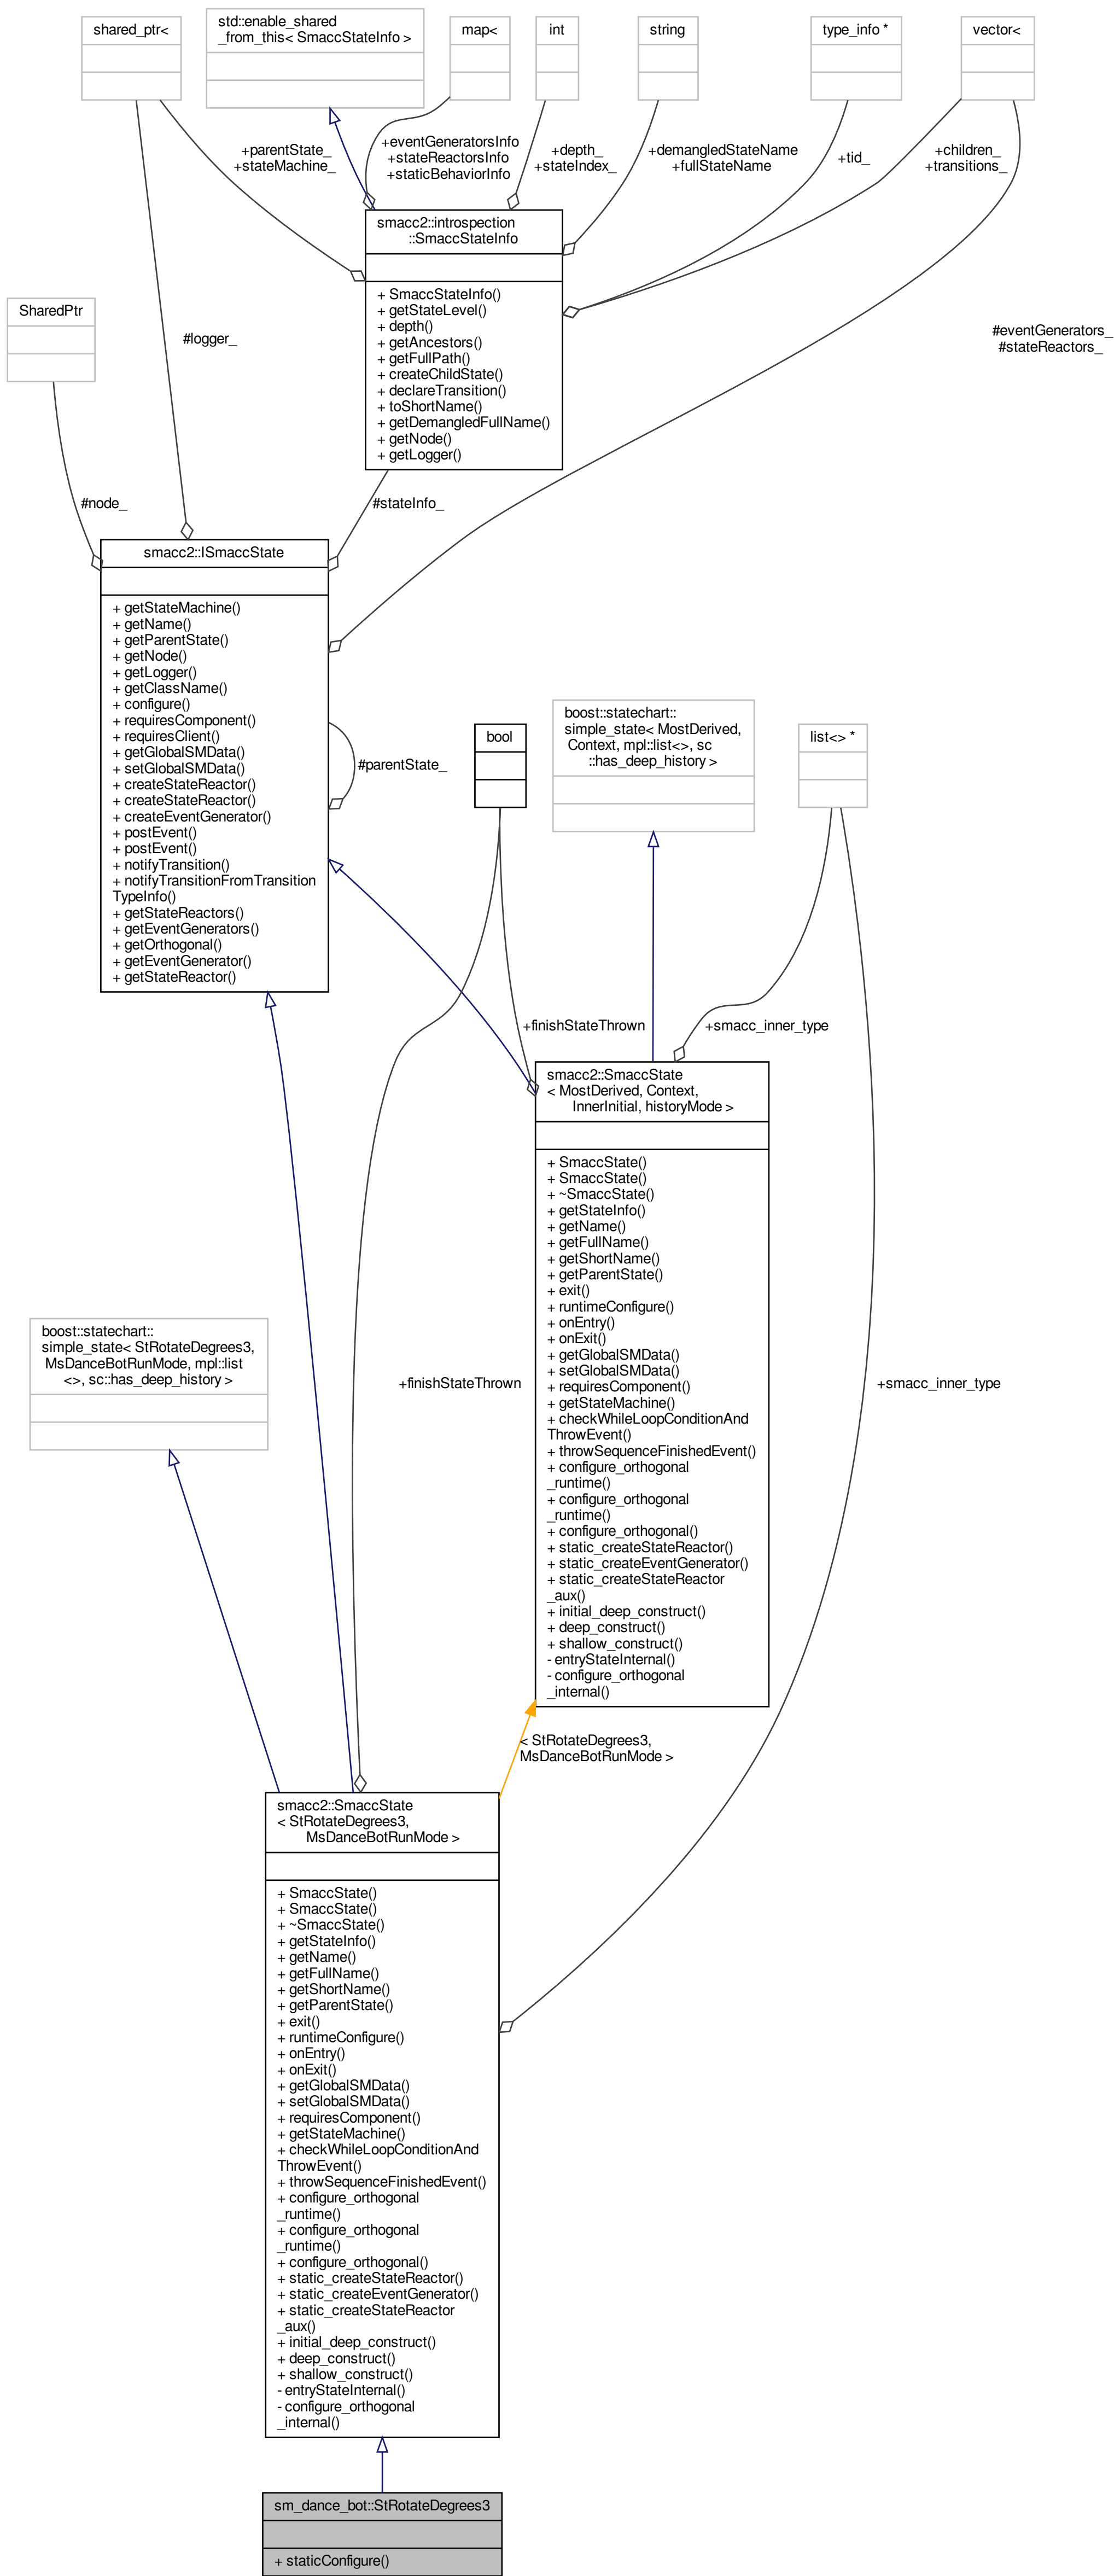 shared_ptr<
std::enable_shared
_from_this< SmaccStateInfo >
map<
int
string
type_info *
vector<
+parentState_
+stateMachine_
+eventGeneratorsInfo
+stateReactorsInfo
+staticBehaviorInfo
+depth_
+stateIndex_
+demangledStateName
+fullStateName
+tid_
+children_
+transitions_
smacc2::introspection
::SmaccStateInfo
+ SmaccStateInfo()
+ getStateLevel()
+ depth()
+ getAncestors()
+ getFullPath()
+ createChildState()
+ declareTransition()
+ toShortName()
+ getDemangledFullName()
+ getNode()
+ getLogger()
SharedPtr
#logger_
#eventGenerators_
#stateReactors_
#node_
#stateInfo_
smacc2::ISmaccState
+ getStateMachine()
+ getName()
+ getParentState()
+ getNode()
+ getLogger()
+ getClassName()
+ configure()
+ requiresComponent()
+ requiresClient()
+ getGlobalSMData()
+ setGlobalSMData()
+ createStateReactor()
+ createStateReactor()
+ createEventGenerator()
+ postEvent()
+ postEvent()
+ notifyTransition()
+ notifyTransitionFromTransition
TypeInfo()
+ getStateReactors()
+ getEventGenerators()
+ getOrthogonal()
+ getEventGenerator()
+ getStateReactor()
#parentState_
bool
boost::statechart::
simple_state< MostDerived,
Context, mpl::list<>, sc
::has_deep_history >
list<> *
+finishStateThrown
+smacc_inner_type
smacc2::SmaccState
< MostDerived, Context,
InnerInitial, historyMode >
+ SmaccState()
+ SmaccState()
+ ~SmaccState()
+ getStateInfo()
+ getName()
+ getFullName()
+ getShortName()
+ getParentState()
+ exit()
+ runtimeConfigure()
+ onEntry()
+ onExit()
+ getGlobalSMData()
+ setGlobalSMData()
+ requiresComponent()
+ getStateMachine()
+ checkWhileLoopConditionAnd
ThrowEvent()
+ throwSequenceFinishedEvent()
+ configure_orthogonal
_runtime()
+ configure_orthogonal
_runtime()
+ configure_orthogonal()
+ static_createStateReactor()
+ static_createEventGenerator()
+ static_createStateReactor
_aux()
+ initial_deep_construct()
+ deep_construct()
+ shallow_construct()
- entryStateInternal()
- configure_orthogonal
_internal()
boost::statechart::
simple_state< StRotateDegrees3,
MsDanceBotRunMode, mpl::list
<>, sc::has_deep_history >
+finishStateThrown
+smacc_inner_type
< StRotateDegrees3,
MsDanceBotRunMode >
smacc2::SmaccState
< StRotateDegrees3,
MsDanceBotRunMode >
+ SmaccState()
+ SmaccState()
+ ~SmaccState()
+ getStateInfo()
+ getName()
+ getFullName()
+ getShortName()
+ getParentState()
+ exit()
+ runtimeConfigure()
+ onEntry()
+ onExit()
+ getGlobalSMData()
+ setGlobalSMData()
+ requiresComponent()
+ getStateMachine()
+ checkWhileLoopConditionAnd
ThrowEvent()
+ throwSequenceFinishedEvent()
+ configure_orthogonal
_runtime()
+ configure_orthogonal
_runtime()
+ configure_orthogonal()
+ static_createStateReactor()
+ static_createEventGenerator()
+ static_createStateReactor
_aux()
+ initial_deep_construct()
+ deep_construct()
+ shallow_construct()
- entryStateInternal()
- configure_orthogonal
_internal()
sm_dance_bot::StRotateDegrees3
+ staticConfigure()